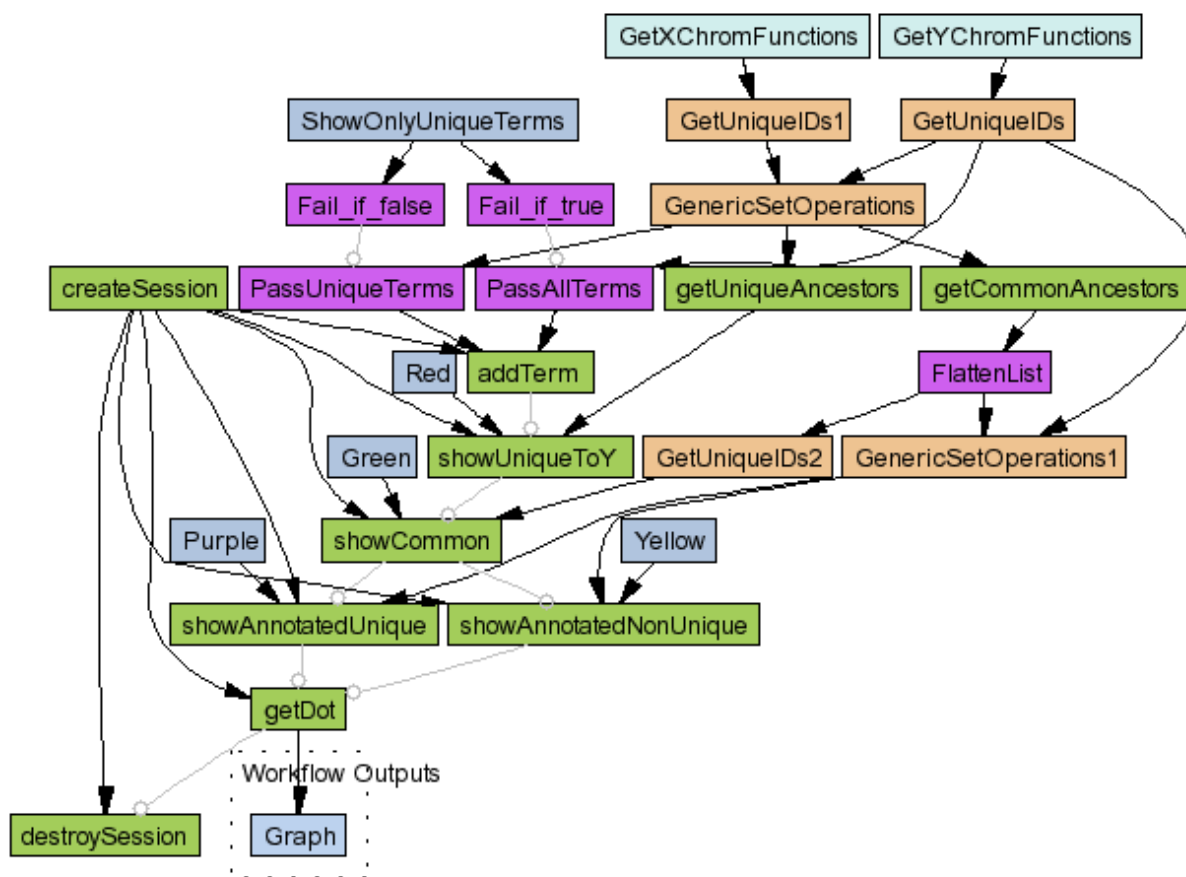 GetXChromFunctions GetYChromFunctions
ShowOnlyUniqueTerms GetUniqueIDs1 GetUniqueIDs
Fail_if_false Fail_if_true GenericSetOperations
createSession PassUniqueTerms PassAllTerms getUniqueAncestors getCommonAncestors
Red addTerm FlattenList
Green showUniqueToY GetUniqueIDs2 GenericSetOperations1
Purple showCommon Yellow
showAnnotatedUnique showAnnotatedNonUnique
getDot
Workflow Outputs
destroySession Graph